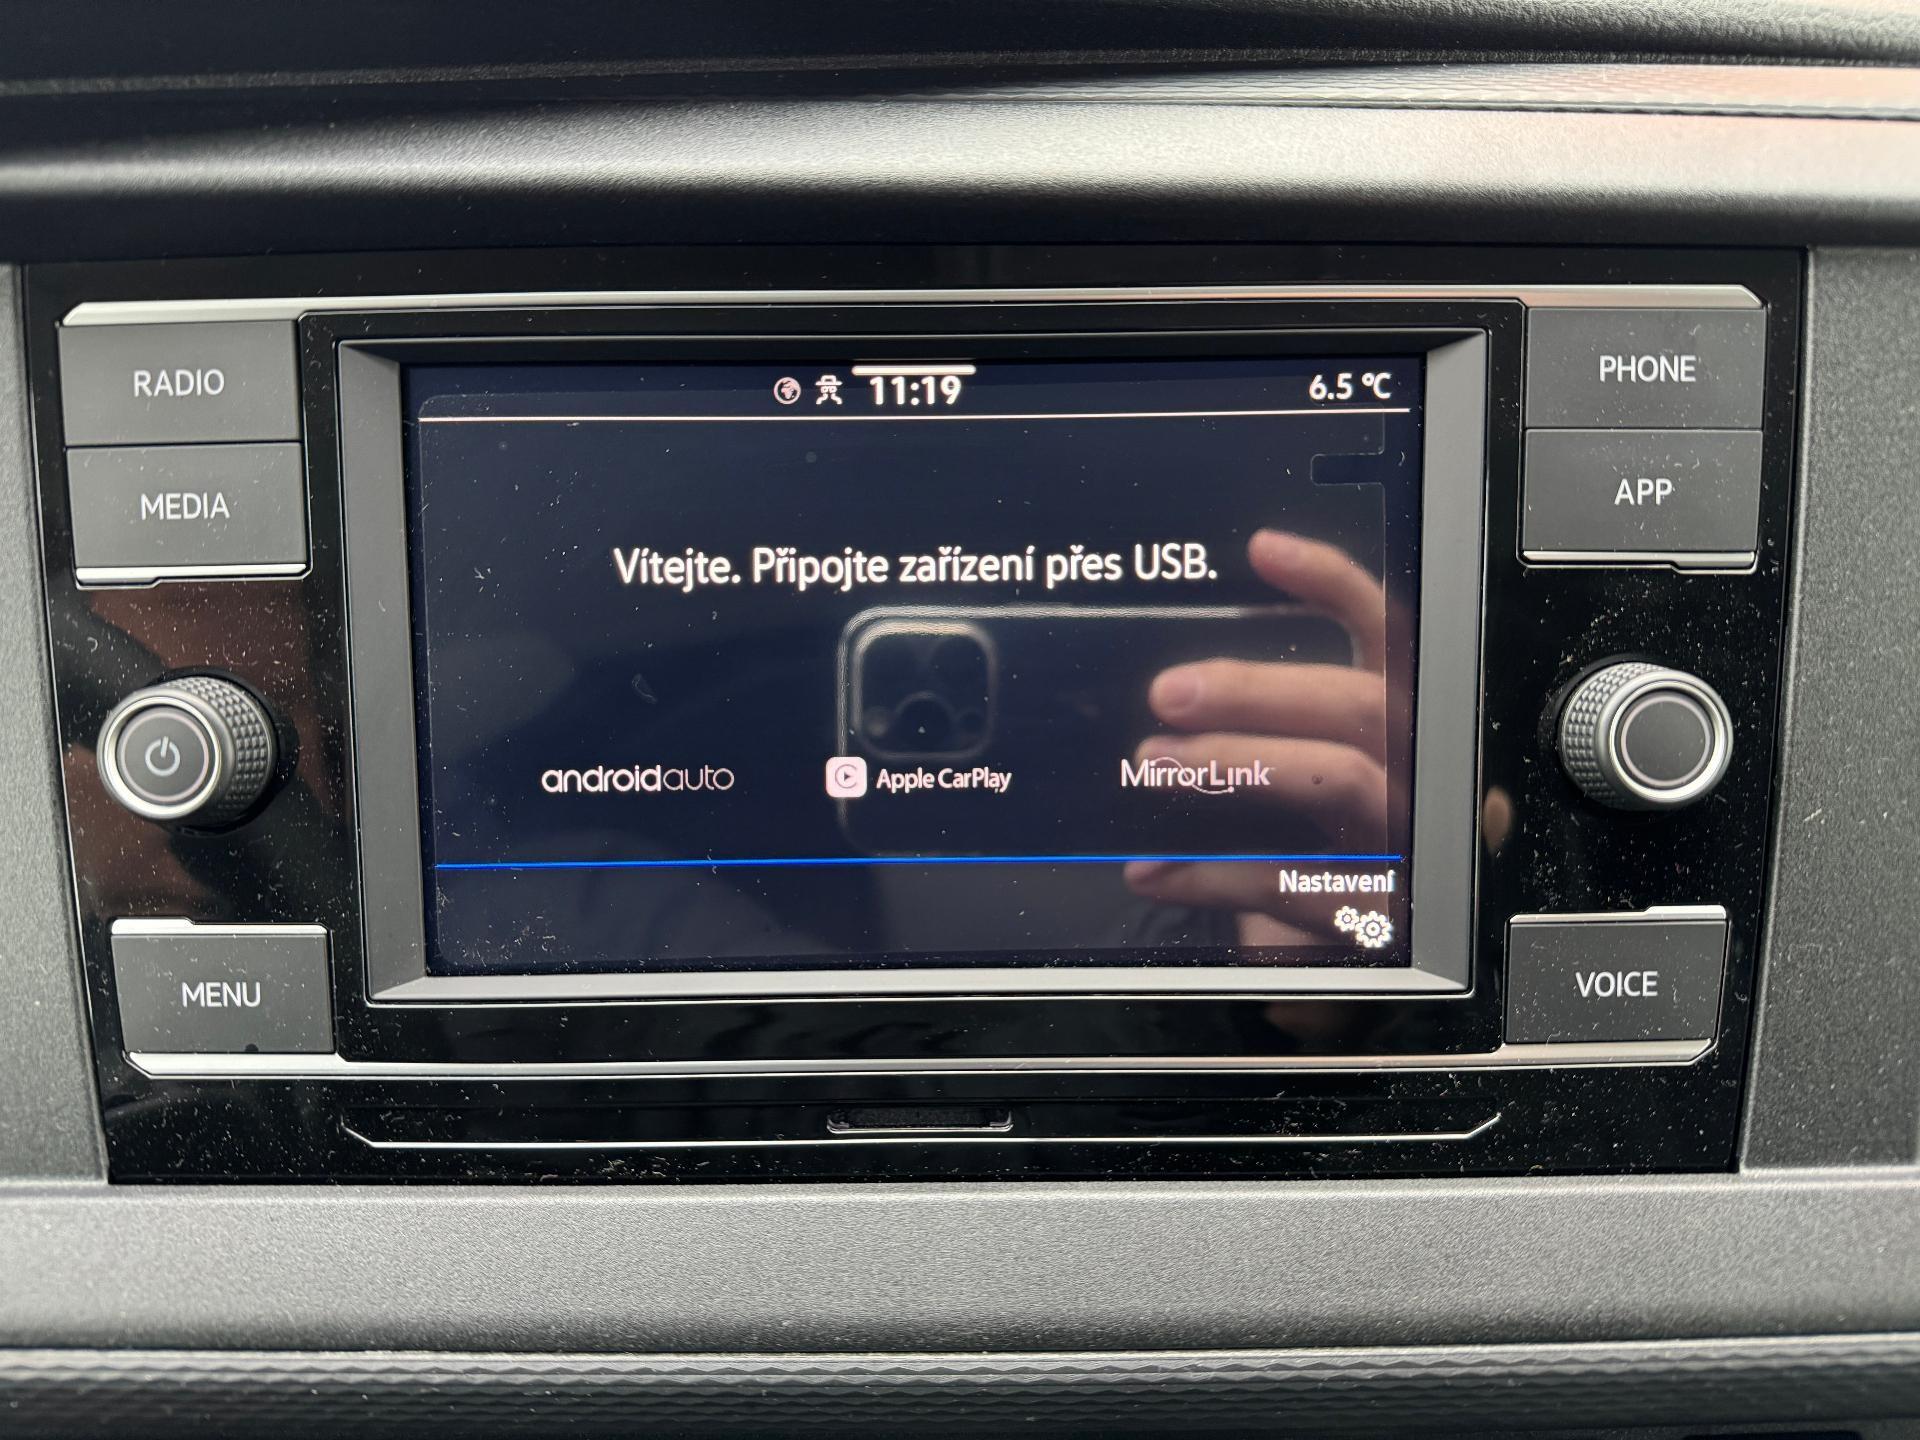 RADIO
MEDIA
MENU
11:19
6.5 °C
Vítejte. Připojte zařízení přes USB.
androidauto
Apple CarPlay
MirrorLink
Nastavení
PHONE
APP
VOICE